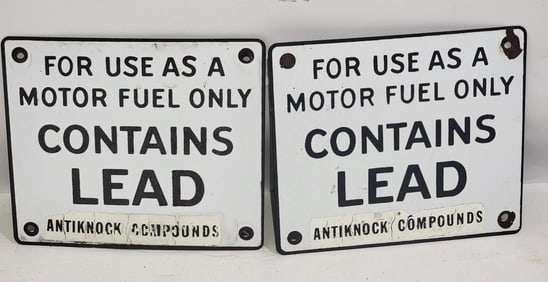 FOR USE AS A
MOTOR FUEL ONLY
CONTAINS
LEAD
ANTIKNOCK COMPOUNDS
FOR USE AS A
MOTOR FUEL ONLY
CONTAINS
LEAD
ANTIKNOCK COMPOUNDS